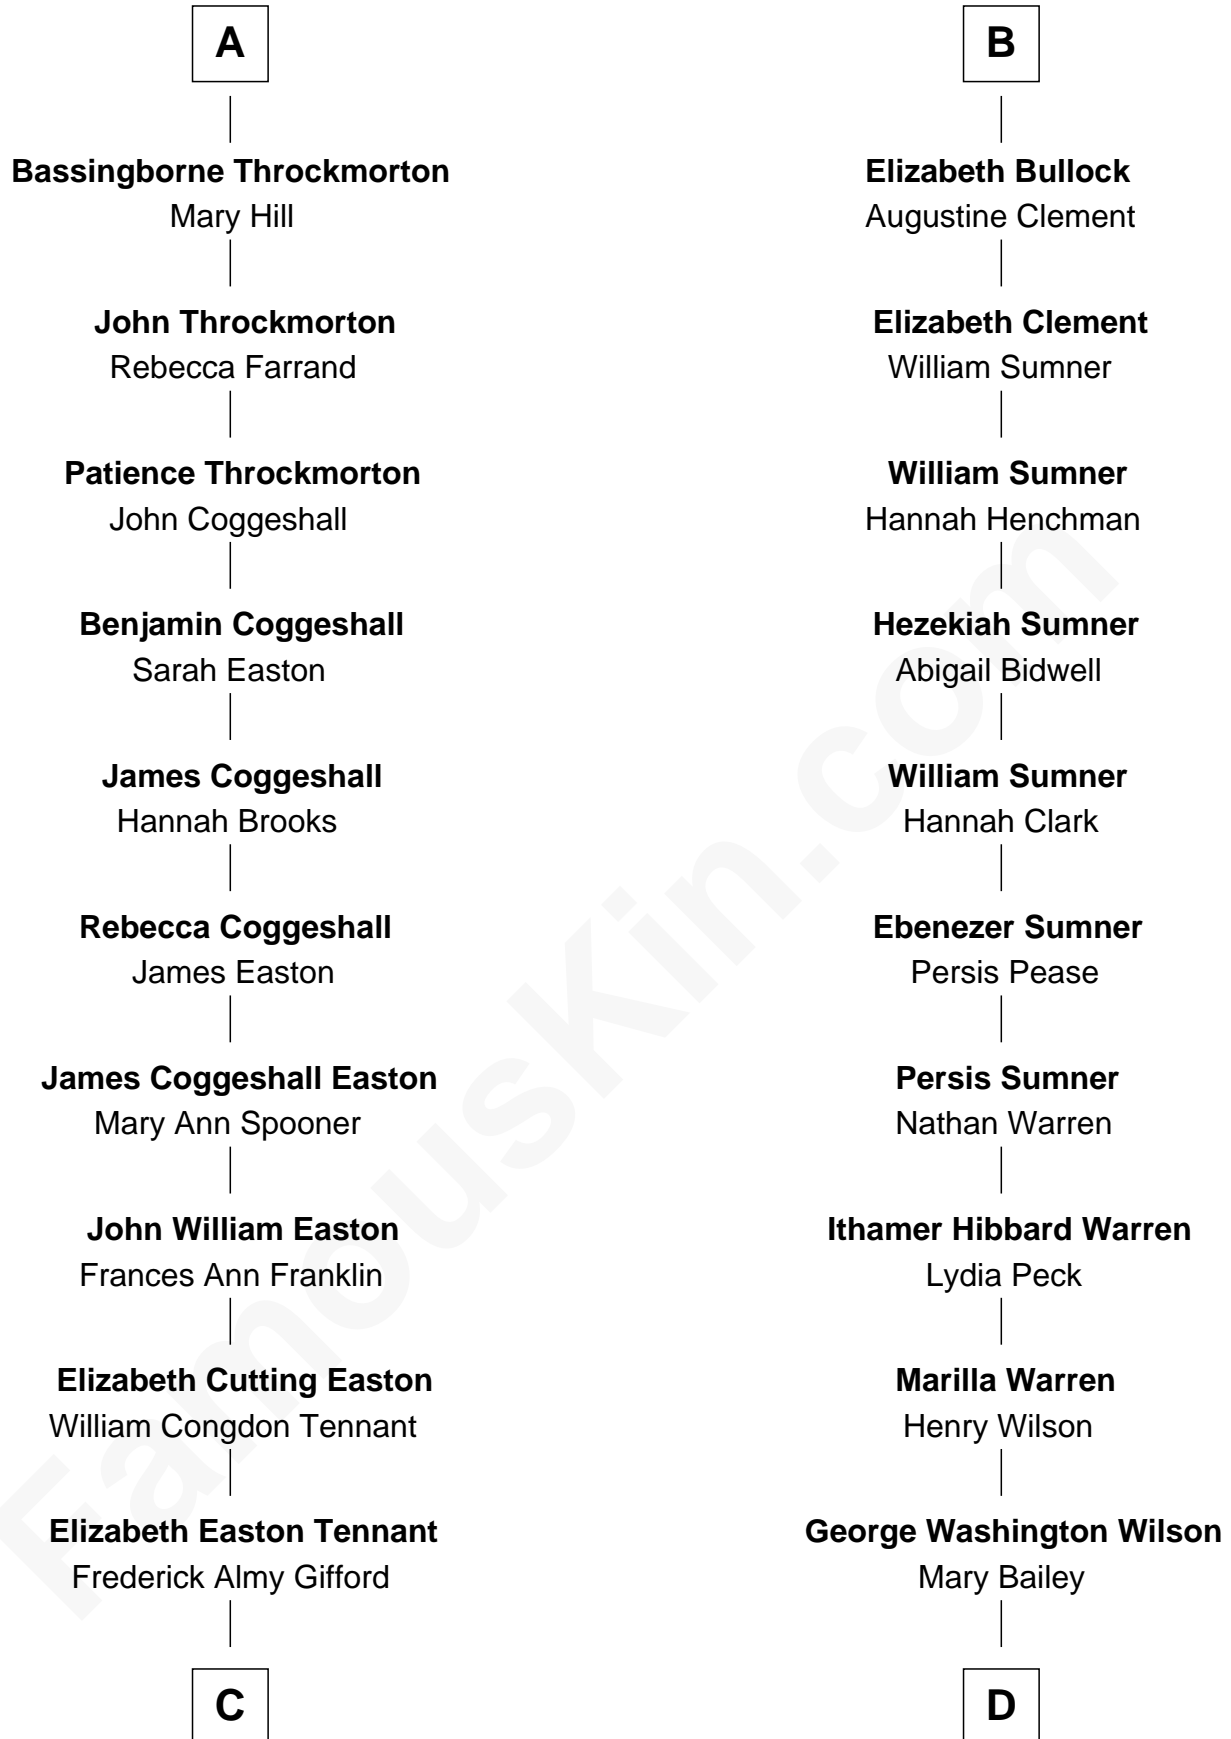 A
Bassingborne Throckmorton
Mary Hill
John Throckmorton
Rebecca Farrand
Patience Throckmorton
John Coggeshall
Benjamin Coggeshall
Sarah Easton
James Coggeshall
Hannah Brooks
Rebecca Coggeshall
James Easton
James Coggeshall Easton
Mary Ann Spooner
John William Easton
Frances Ann Franklin
Elizabeth Cutting Easton
William Congdon Tennant
Elizabeth Easton Tennant
Frederick Almy Gifford
C
B
Elizabeth Bullock
Augustine Clement
Elizabeth Clement
William Sumner
William Sumner
Hannah Henchman
Hezekiah Sumner
Abigail Bidwell
William Sumner
Hannah Clark
Ebenezer Sumner
Persis Pease
Persis Sumner
Nathan Warren
Ithamer Hibbard Warren
Lydia Peck
Marilla Warren
Henry Wilson
George Washington Wilson
Mary Bailey
D
FamousKin.com